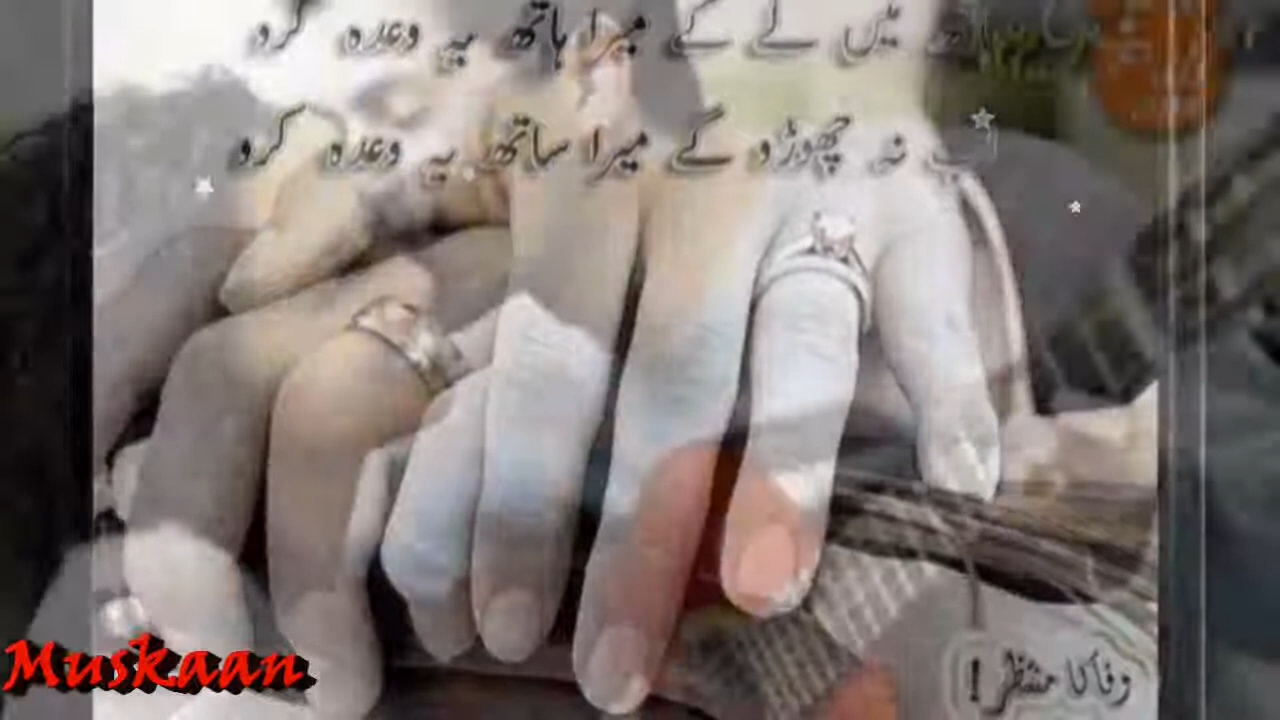 ہاتھ میں لے کے میرا ہاتھ یہ وعدہ کرو
نہ چھوڑو گے میرا ساتھ یہ وعدہ کرو
وفا کا منتظر !
Muskaan